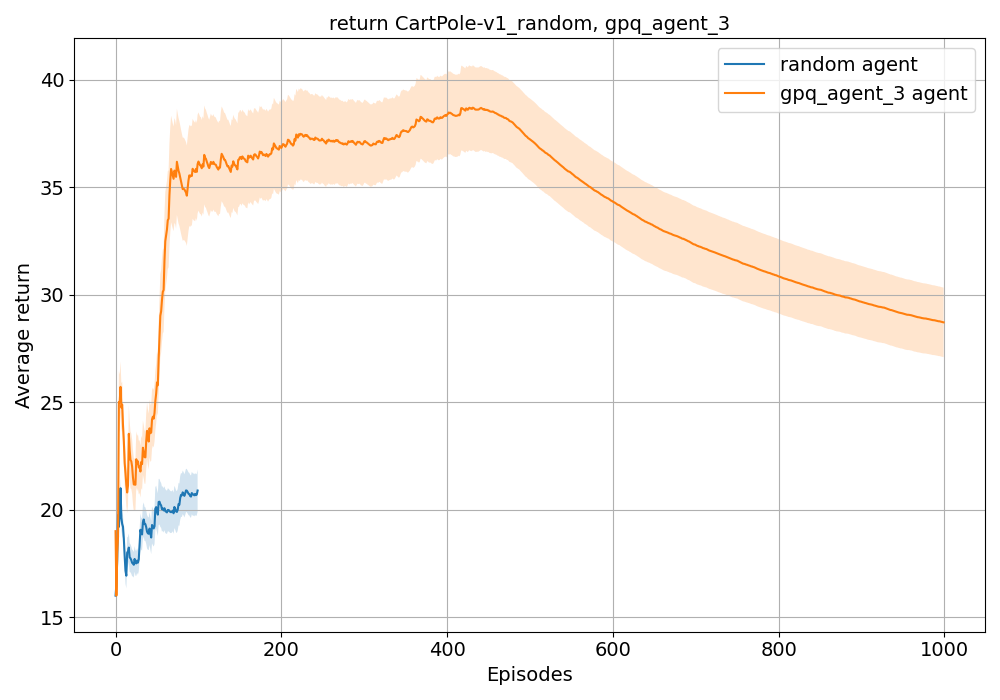 return CartPole-v1_random, gpq_agent_3
random agent
gpq_agent_3 agent
40
35
30
25
20
15
Average return
0 200 400 600 800 1000
Episodes